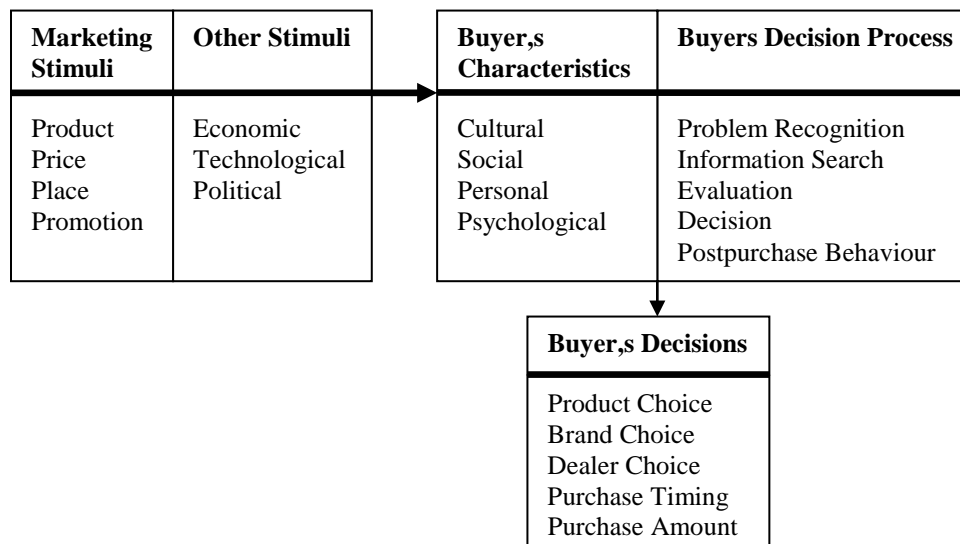 Marketing
Stimuli
Other Stimuli
Product
Price
Place
Promotion
Economic
Technological
Political
Buyer,s
Characteristics
Buyers Decision Process
Cultural
Social
Personal
Psychological
Problem Recognition
Information Search
Evaluation
Decision
Postpurchase Behaviour
Buyer,s Decisions
Product Choice
Brand Choice
Dealer Choice
Purchase Timing
Purchase Amount